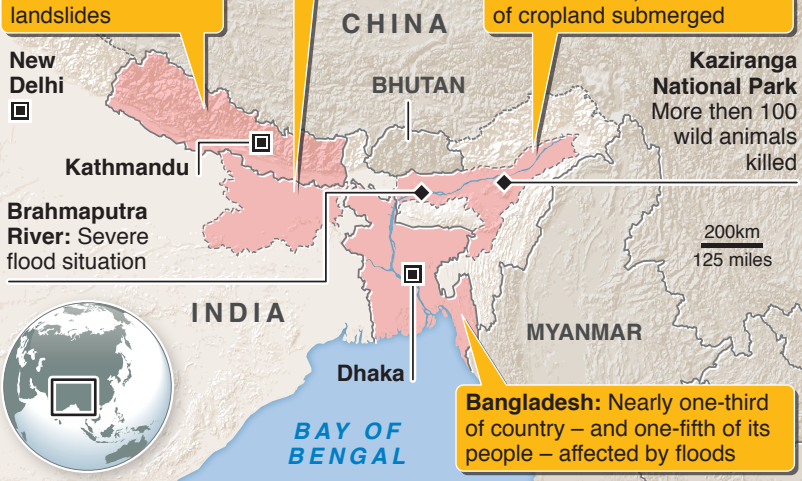 landslides
of cropland submerged
CHINA
New
Delhi
BHUTAN
Kaziranga
National Park
More then 100
wild animals
killed
Kathmandu
Brahmaputra
River: Severe
flood situation
200km
125 miles
INDIA
MYANMAR
Dhaka
Bangladesh: Nearly one-third
of country – and one-fifth of its
people – affected by floods
BAY OF
BENGAL